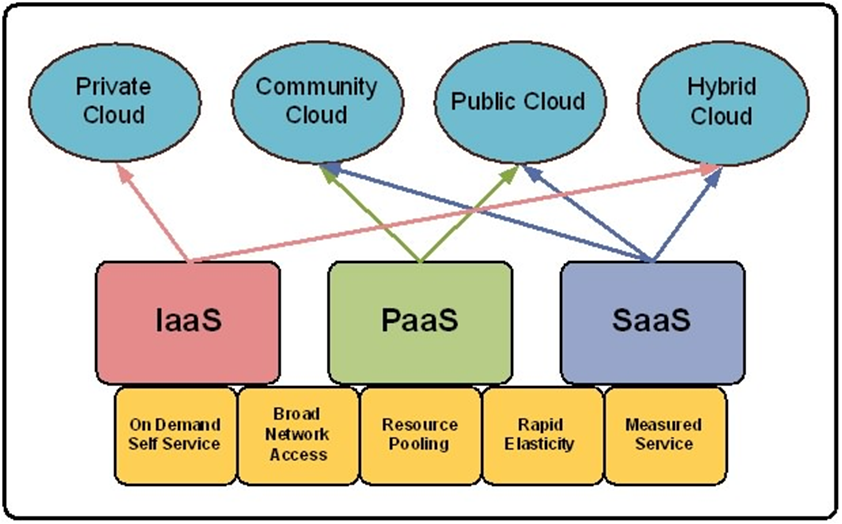 Private
Cloud
Community
Cloud
Public Cloud
Hybrid
Cloud
IaaS
PaaS
SaaS
On Demand
Self Service
Broad
Network
Access
Resource
Pooling
Rapid
Elasticity
Measured
Service